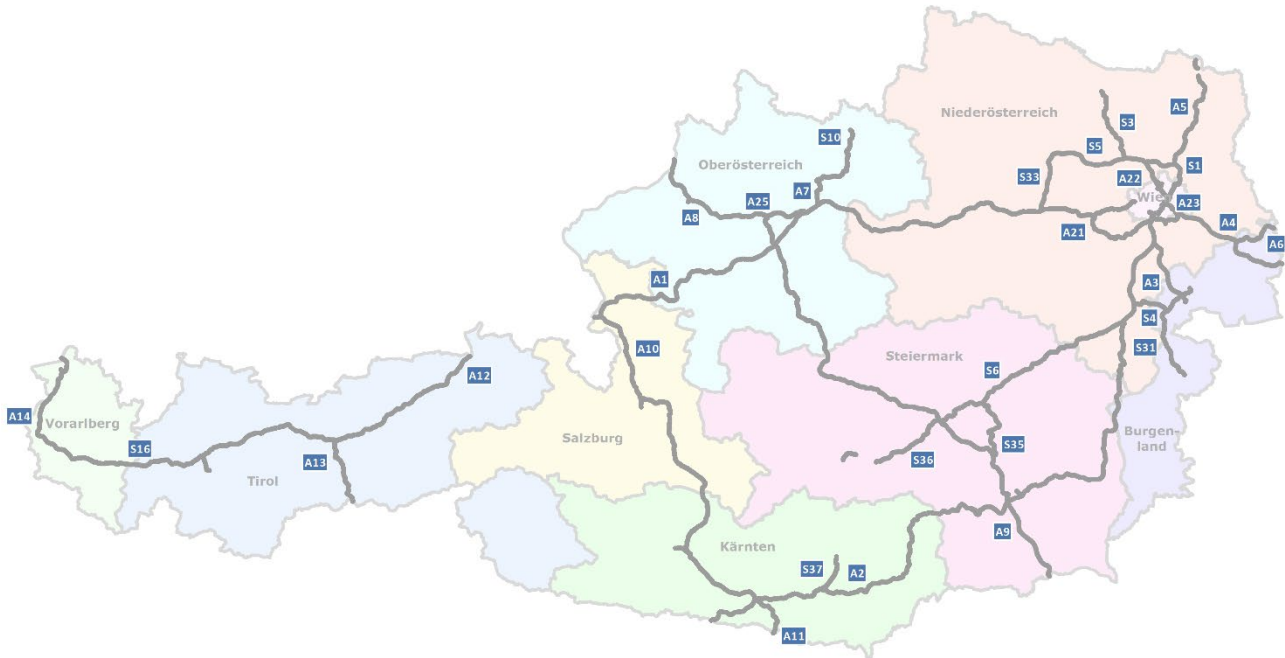 A5
Niederösterreich
S3
S10
S5
Oberösterreich
S1
A22
S33
A7
Wie
A25
A23
A8
A4
A21
A6
A1
A3
S4
A10
S31
Steiermark
S6
A12
A14
Vorarlberg
Salzburg
Burgen-
land
S16
S35
A13
S36
Tirol
A9
Kärnten
S37
A2
A11